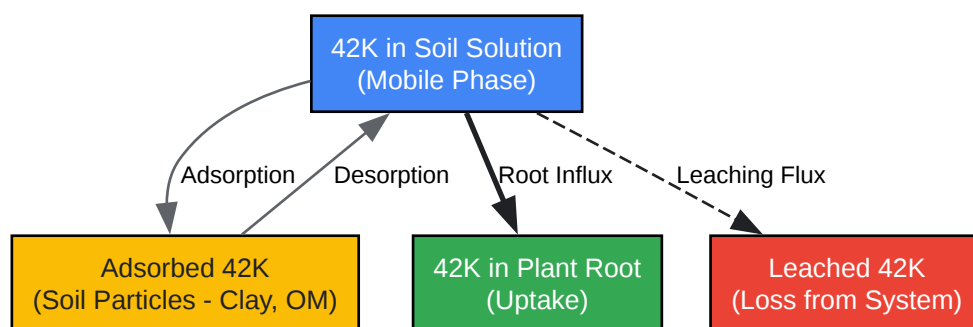 42K in Soil Solution
(Mobile Phase)
Adsorption
Desorption
Root Influx
Leaching Flux
Adsorbed 42K
(Soil Particles - Clay, OM)
42K in Plant Root
(Uptake)
Leached 42K
(Loss from System)